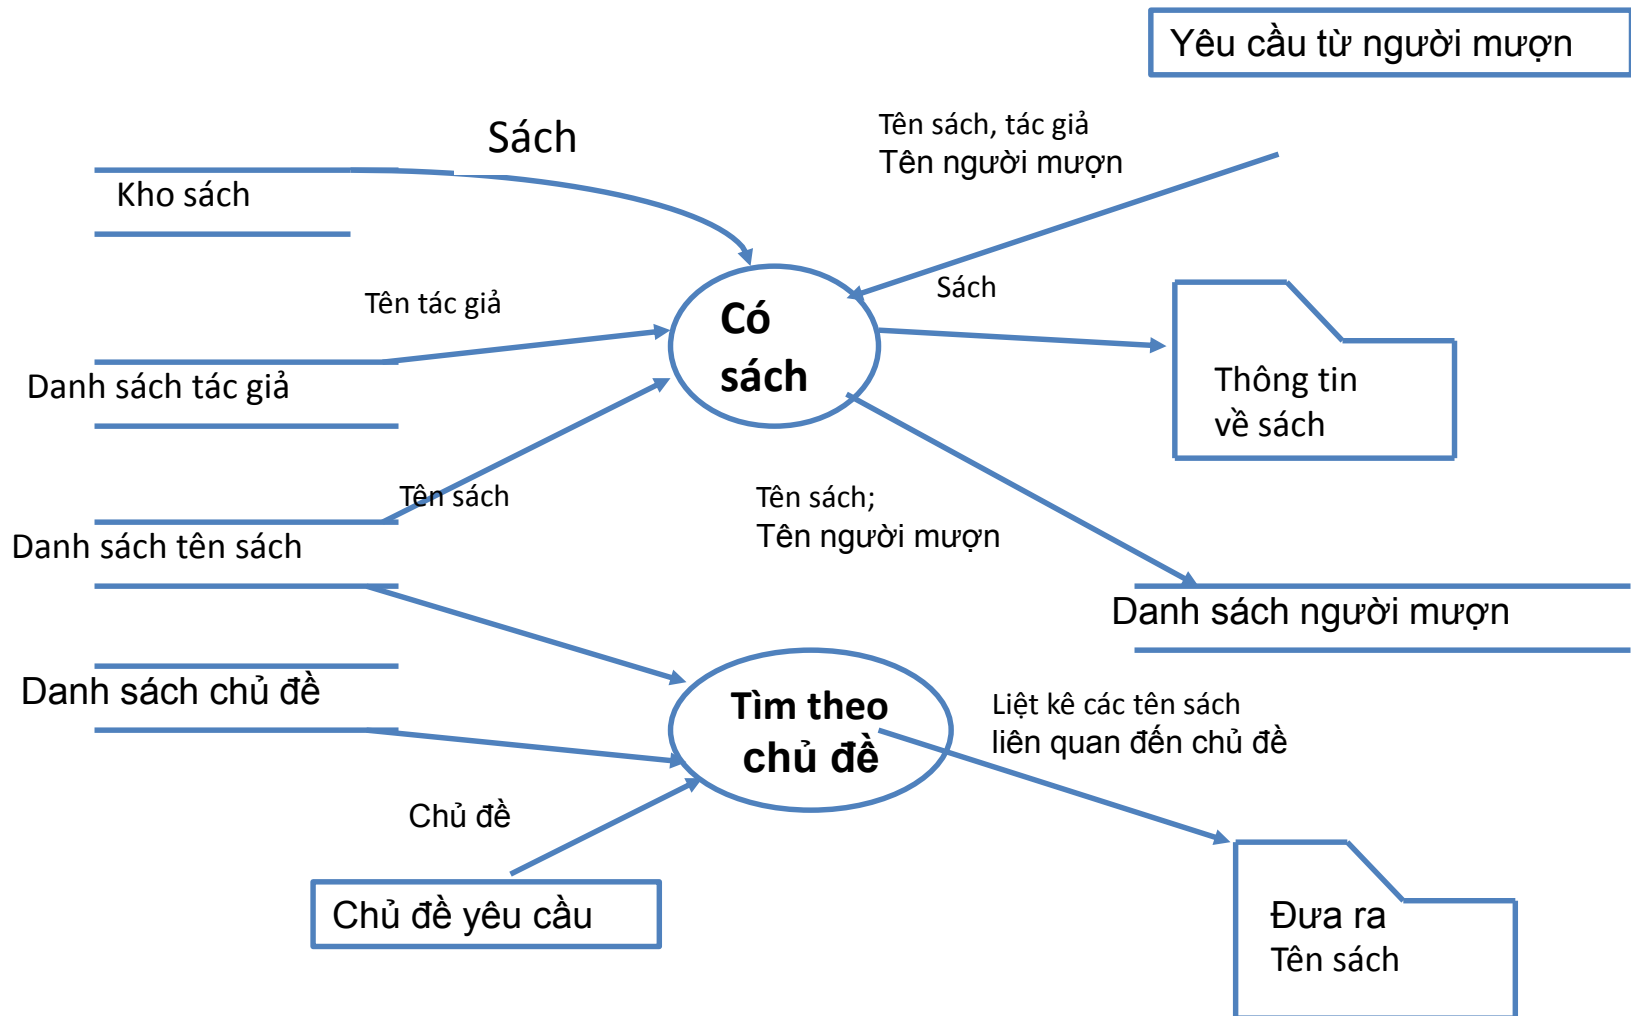 Yêu cầu từ người mượn
Sách
Tên sách, tác giả
Tên người mượn
Kho sách
Tên tác giả
Sách
Có
sách
Danh sách tác giả
Thông tin
về sách
Tên sách
Tên sách;
Tên người mượn
Danh sách tên sách
Danh sách người mượn
Danh sách chủ đề
Tìm theo
chủ đề
Liệt kê các tên sách
liên quan đến chủ đề
Chủ đề
Chủ đề yêu cầu
Đưa ra
Tên sách